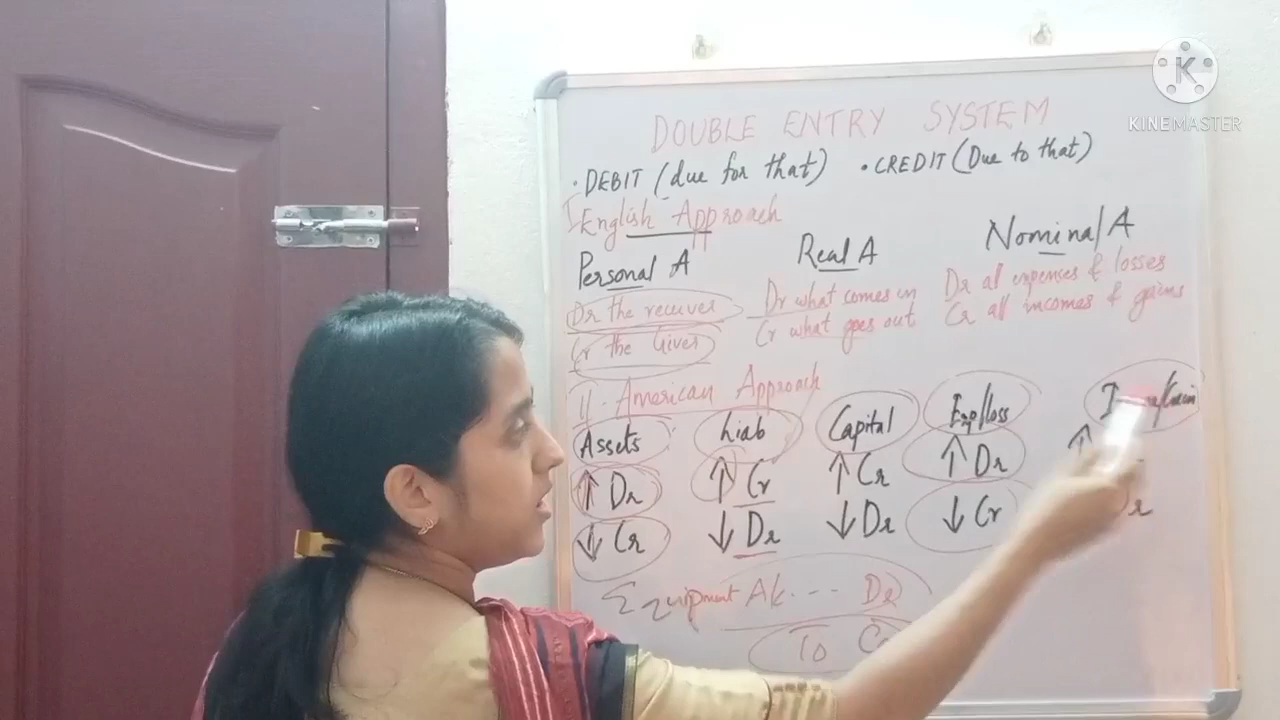 K
KINEMASTER
DOUBLE ENTRY SYSTEM
• DEBIT (due for that) • CREDIT (Due to that)
I English Approach
Personal A Real A Nominal A
Dr the receiver Dr what comes in Dr all expenses & losses
Cr the Giver Cr what goes out Cr all incomes & gains
II. American Approach
Assets Liab Capital Exp/loss /Gain
↑ Dr ↑ Cr ↑ Cr ↑ Dr ↑
↓ Cr ↓ Dr ↓ Dr ↓ Cr Dr
Equipment A/c... Dr
To